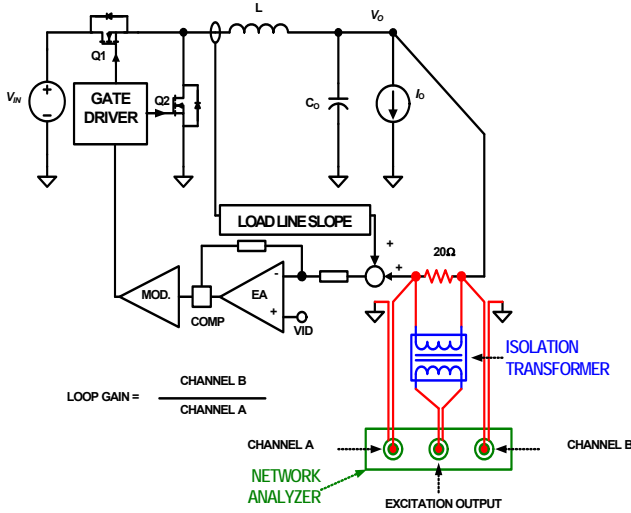 L
V_O
Q1
V_IN
+
−
GATE
DRIVER
Q2
C_O
I_O
LOAD LINE SLOPE
+
+
20Ω
MOD.
COMP
-
EA
+
VID
ISOLATION
TRANSFORMER
LOOP GAIN =
CHANNEL B
CHANNEL A
CHANNEL A
CHANNEL B
NETWORK
ANALYZER
EXCITATION OUTPUT